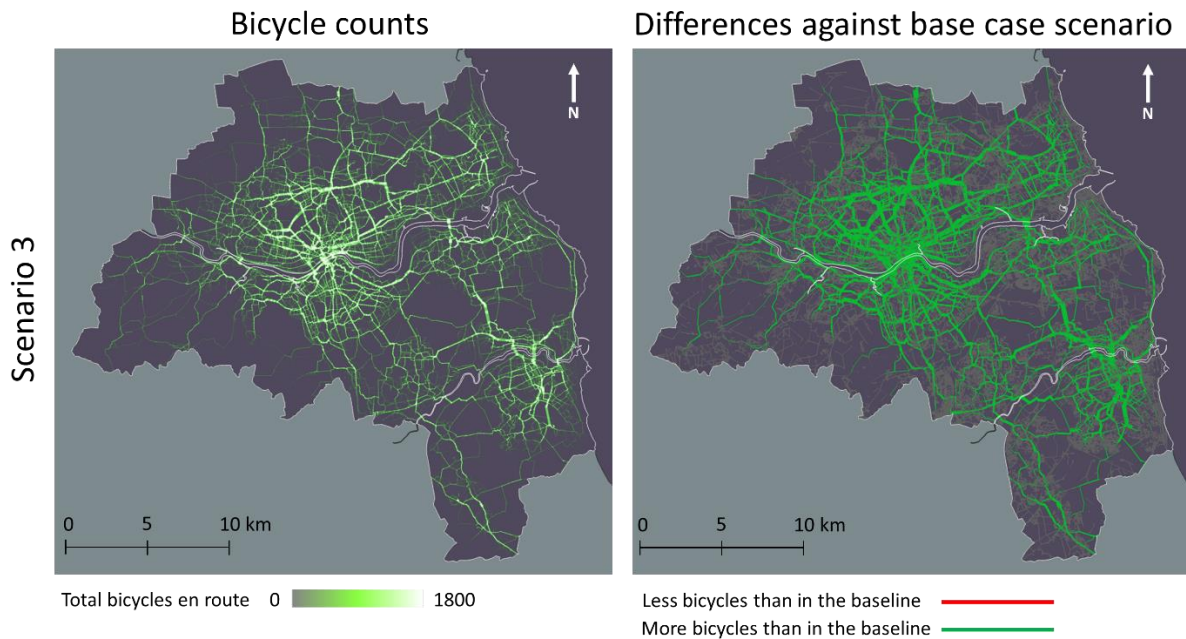 Bicycle counts
Differences against base case scenario
Scenario 3
N
N
0 5 10 km
0 5 10 km
Total bicycles en route 0 1800
Less bicycles than in the baseline
More bicycles than in the baseline